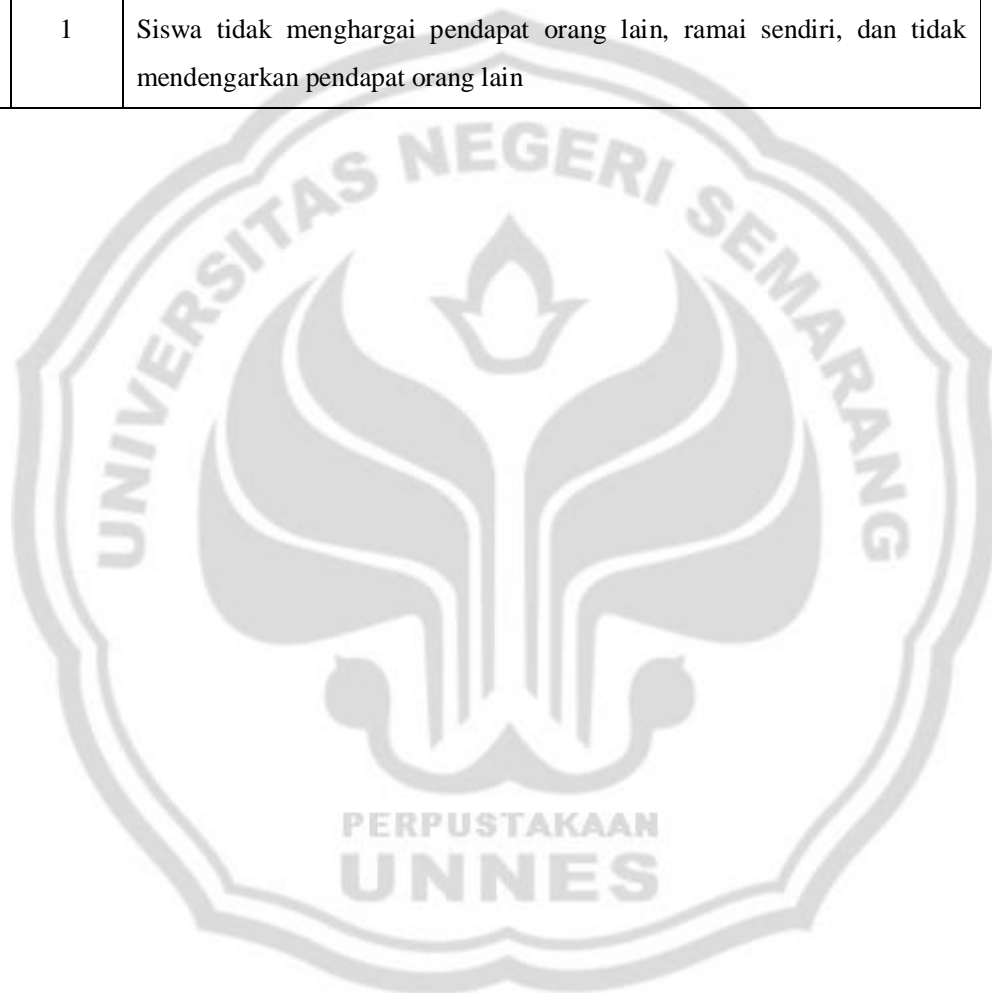 1 Siswa tidak menghargai pendapat orang lain, ramai sendiri, dan tidak
mendengarkan pendapat orang lain
UNIVERSITAS NEGERI SEMARANG
PERPUSTAKAAN
UNNES